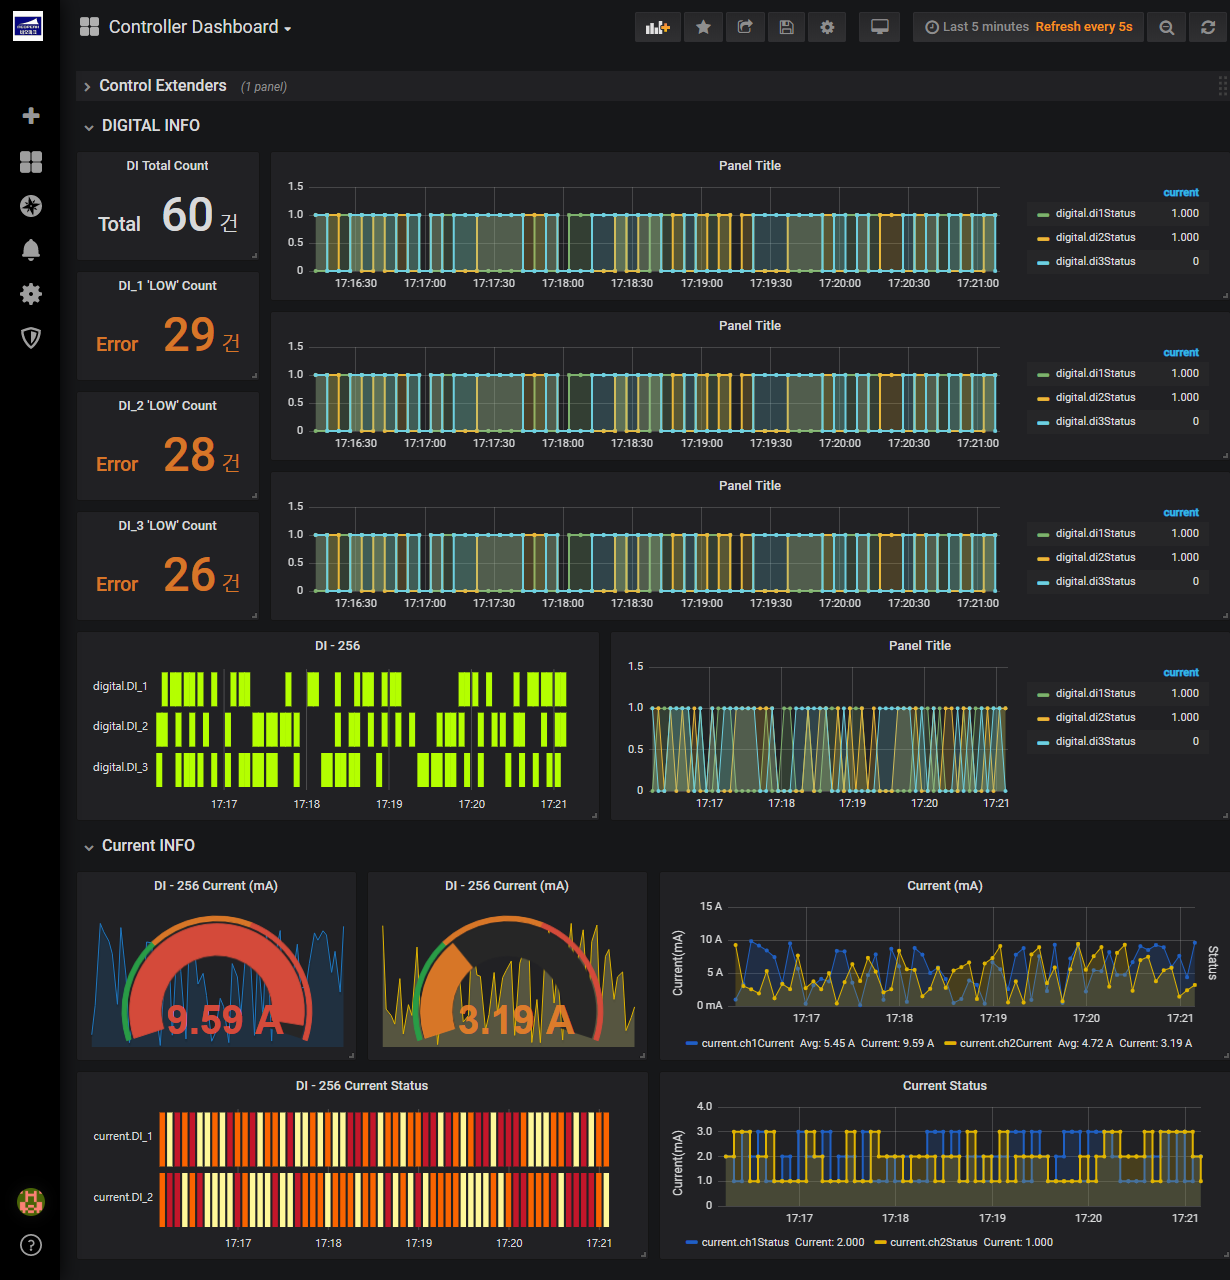 Controller Dashboard
Last 5 minutes Refresh every 5s
Control Extenders (1 panel)
DIGITAL INFO
DI Total Count
Total 60 건
DI_1 'LOW' Count
Error 29 건
DI_2 'LOW' Count
Error 28 건
DI_3 'LOW' Count
Error 26 건
Panel Title
1.5
1.0
0.5
0
17:16:30 17:17:00 17:17:30 17:18:00 17:18:30 17:19:00 17:19:30 17:20:00 17:20:30 17:21:00
current
digital.di1Status 1.000
digital.di2Status 1.000
digital.di3Status 0
Panel Title
1.5
1.0
0.5
0
17:16:30 17:17:00 17:17:30 17:18:00 17:18:30 17:19:00 17:19:30 17:20:00 17:20:30 17:21:00
current
digital.di1Status 1.000
digital.di2Status 1.000
digital.di3Status 0
Panel Title
1.5
1.0
0.5
0
17:16:30 17:17:00 17:17:30 17:18:00 17:18:30 17:19:00 17:19:30 17:20:00 17:20:30 17:21:00
current
digital.di1Status 1.000
digital.di2Status 1.000
digital.di3Status 0
DI - 256
digital.DI_1
digital.DI_2
digital.DI_3
17:17 17:18 17:19 17:20 17:21
Panel Title
1.5
1.0
0.5
0
17:17 17:18 17:19 17:20 17:21
current
digital.di1Status 1.000
digital.di2Status 1.000
digital.di3Status 0
Current INFO
DI - 256 Current (mA)
9.59 A
DI - 256 Current (mA)
3.19 A
Current (mA)
Current(mA)
15 A
10 A
5 A
0 mA
Status
17:17 17:18 17:19 17:20 17:21
current.ch1Current Avg: 5.45 A Current: 9.59 A current.ch2Current Avg: 4.72 A Current: 3.19 A
DI - 256 Current Status
current.DI_1
current.DI_2
17:17 17:18 17:19 17:20 17:21
Current Status
Current(mA)
4.0
3.0
2.0
1.0
0
17:17 17:18 17:19 17:20 17:21
current.ch1Status Current: 2.000 current.ch2Status Current: 1.000